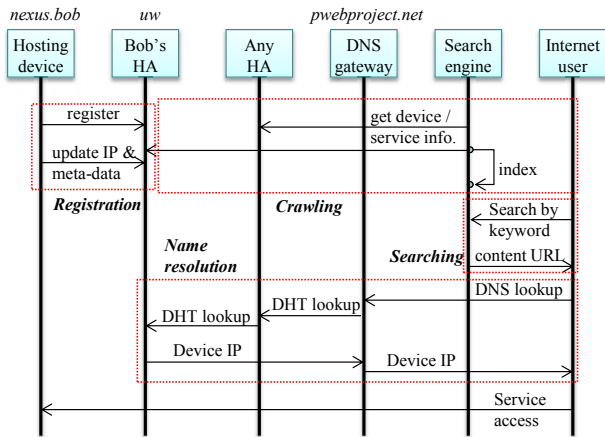 nexus.bob
uw
pwebproject.net
Hosting
device
Bob's
HA
Any
HA
DNS
gateway
Search
engine
Internet
user
register
update IP &
meta-data
get device /
service info.
index
Registration
Crawling
Search by
keyword
content URL
Name
resolution
Searching
DNS lookup
DHT lookup
DHT lookup
Device IP
Device IP
Service
access